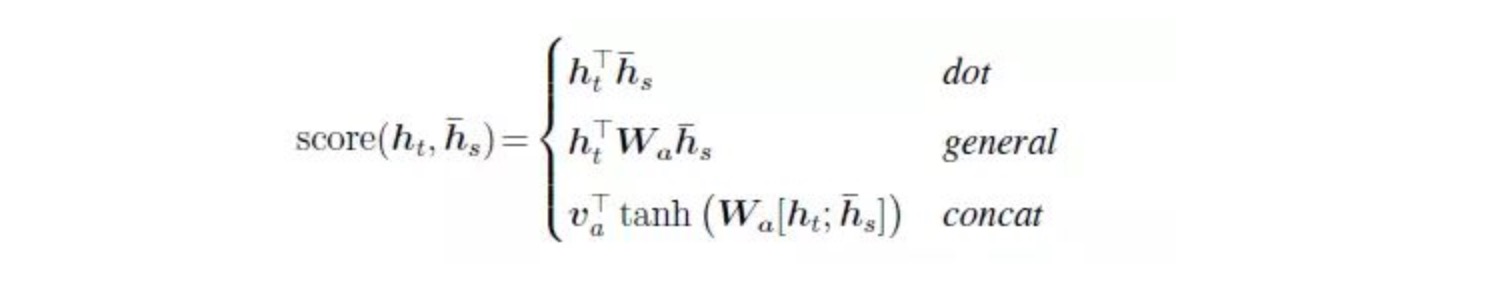 h_t^⊤ h̄_s dot
score(h_t, h̄_s) = { h_t^⊤ W_a h̄_s general
v_a^⊤ tanh (W_a[h_t; h̄_s]) concat